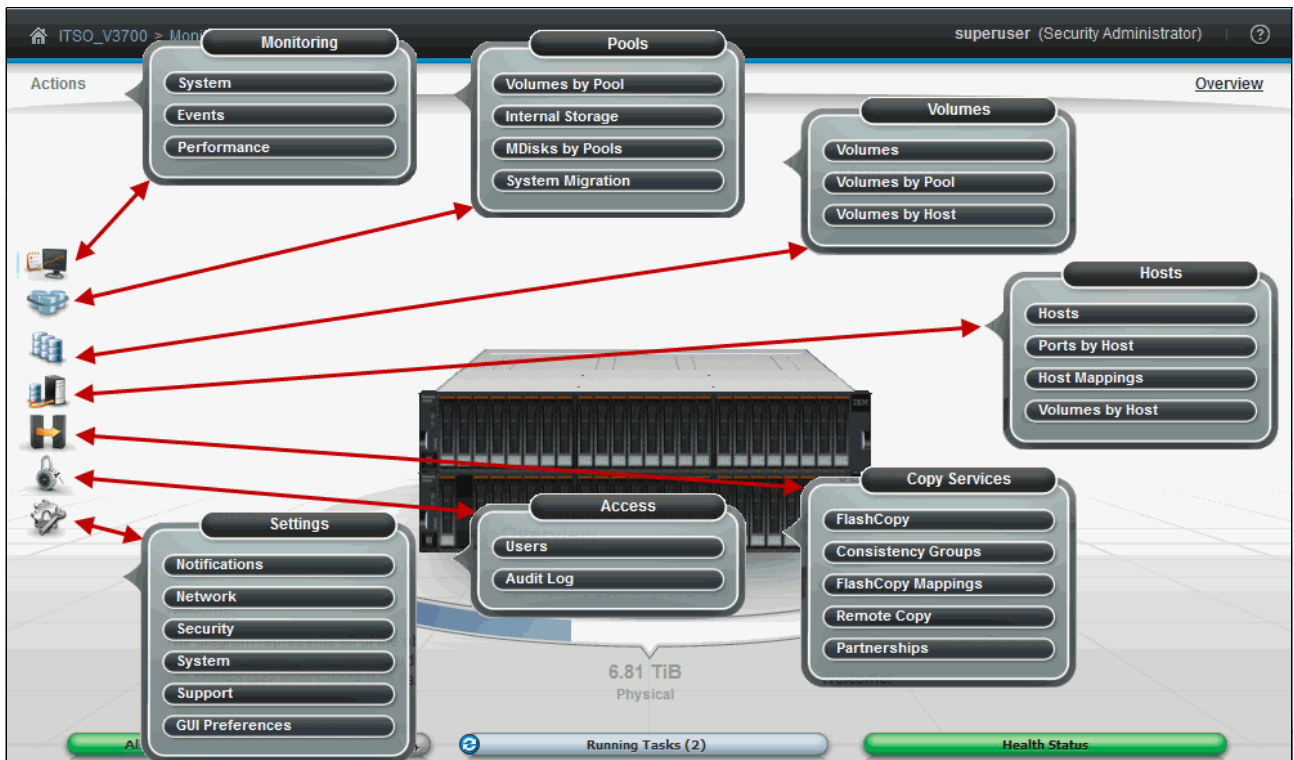 ITSO_V3700 > Moni
superuser (Security Administrator)
?
Actions
Overview
Monitoring
System
Events
Performance
Pools
Volumes by Pool
Internal Storage
MDisks by Pools
System Migration
Volumes
Volumes
Volumes by Pool
Volumes by Host
Hosts
Hosts
Ports by Host
Host Mappings
Volumes by Host
IBM
Copy Services
FlashCopy
Consistency Groups
FlashCopy Mappings
Remote Copy
Partnerships
Access
Users
Audit Log
Settings
Notifications
Network
Security
System
Support
GUI Preferences
6.81 TiB
Physical
Al
Running Tasks (2)
Health Status